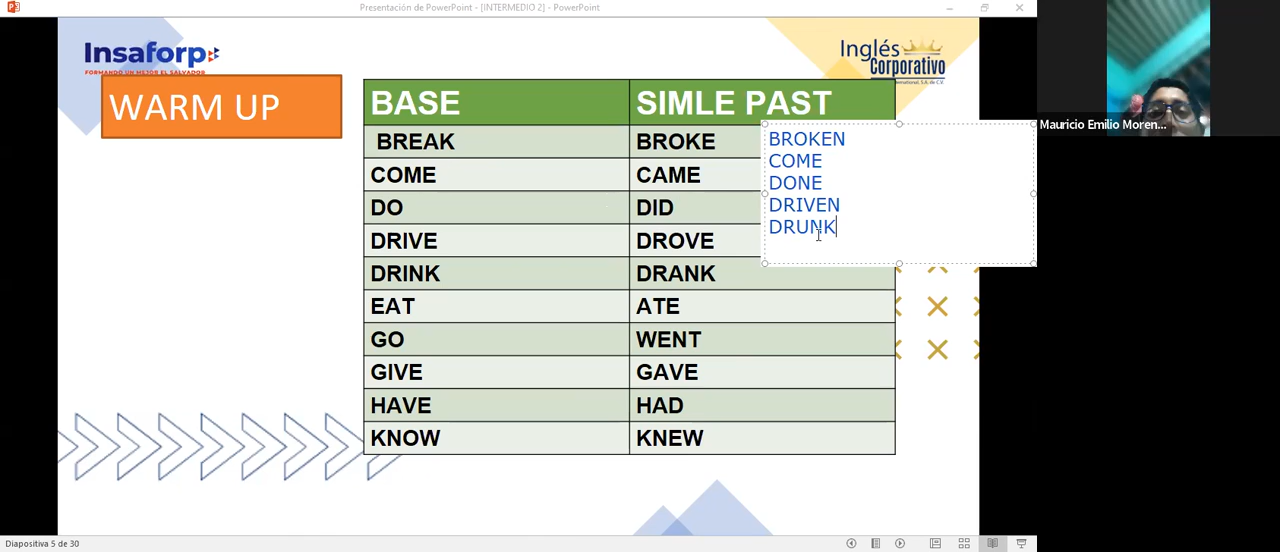 Presentación de PowerPoint - [INTERMEDIO 2] - PowerPoint
Insaforp
FORMANDO UN MEJOR EL SALVADOR
Inglés
Corporativo
International, S.A. de C.V.
WARM UP
BASE SIMLE PAST
BREAK BROKE
COME CAME
DO DID
DRIVE DROVE
DRINK DRANK
EAT ATE
GO WENT
GIVE GAVE
HAVE HAD
KNOW KNEW
BROKEN
COME
DONE
DRIVEN
DRUNK
Mauricio Emilio Moren...
Diapositiva 5 de 30